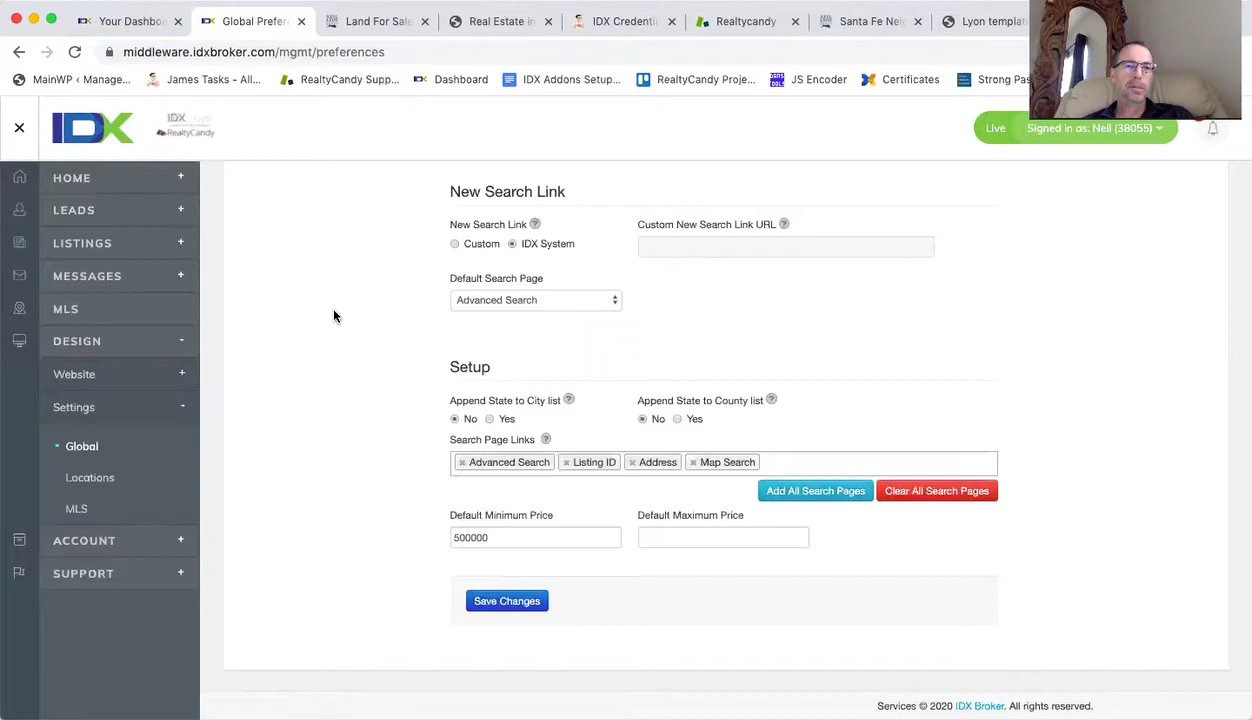 Your Dashbo
Global Prefer
Land For Sale
Real Estate in
IDX Credenti
Realtycandy
Santa Fe Nei
Lyon templat
middleware.idxbroker.com/mgmt/preferences
MainWP ‹ Manage...
James Tasks - All...
RealtyCandy Supp...
Dashboard
IDX Addons Setup...
RealtyCandy Proje...
JS Encoder
Certificates
Strong Pas
IDX
RealtyCandy
Live
Signed in as: Neil (38055)
HOME +
LEADS +
LISTINGS +
MESSAGES +
MLS
DESIGN -
Website +
Settings -
Global
Locations
MLS
ACCOUNT +
SUPPORT +
New Search Link
New Search Link ?
Custom New Search Link URL ?
Custom IDX System
Default Search Page
Advanced Search
Setup
Append State to City list ?
Append State to County list ?
No Yes
No Yes
Search Page Links ?
× Advanced Search × Listing ID × Address × Map Search
Add All Search Pages
Clear All Search Pages
Default Minimum Price
Default Maximum Price
500000
Save Changes
Services © 2020 IDX Broker. All rights reserved.